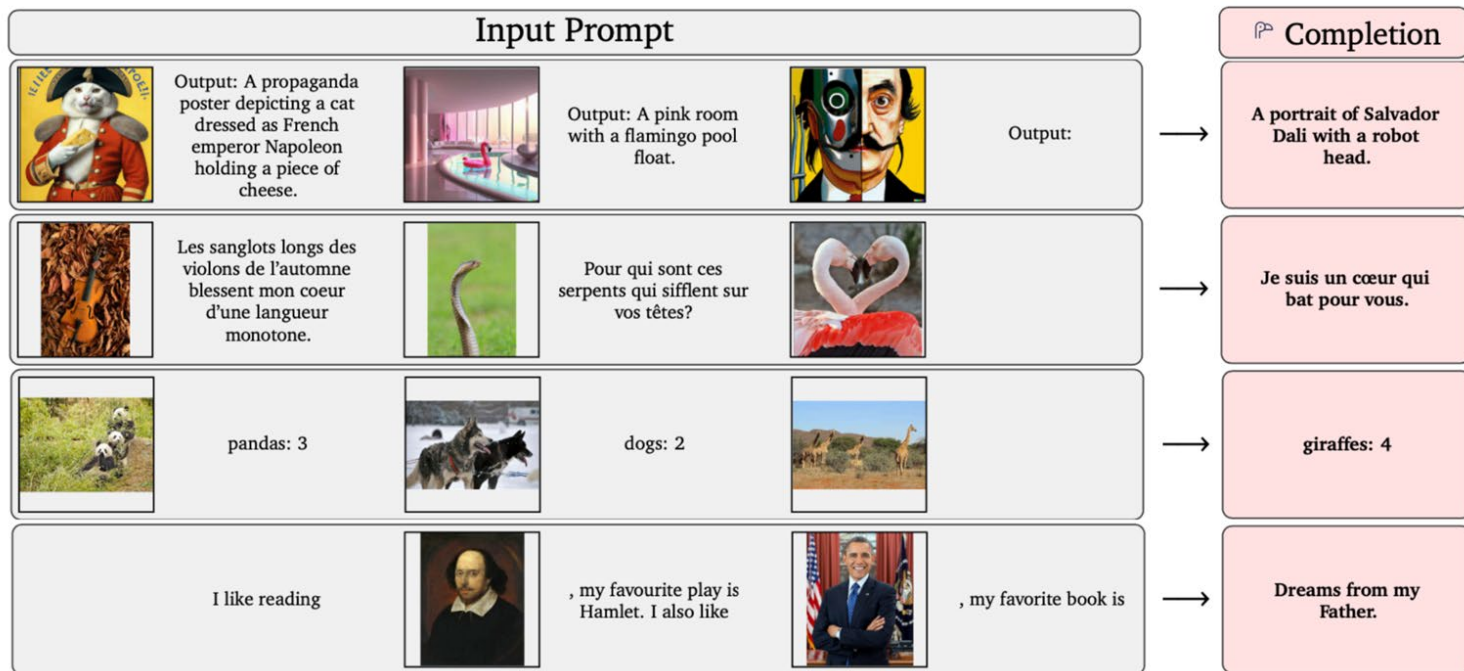 Input Prompt
Completion
Output: A propaganda
poster depicting a cat
dressed as French
emperor Napoleon
holding a piece of
cheese.
Output: A pink room
with a flamingo pool
float.
Output:
A portrait of Salvador
Dali with a robot
head.
Les sanglots longs des
violons de l’automne
blessent mon coeur
d’une langueur
monotone.
Pour qui sont ces
serpents qui sifflent sur
vos têtes?
Je suis un cœur qui
bat pour vous.
pandas: 3
dogs: 2
giraffes: 4
I like reading
, my favourite play is
Hamlet. I also like
, my favorite book is
Dreams from my
Father.